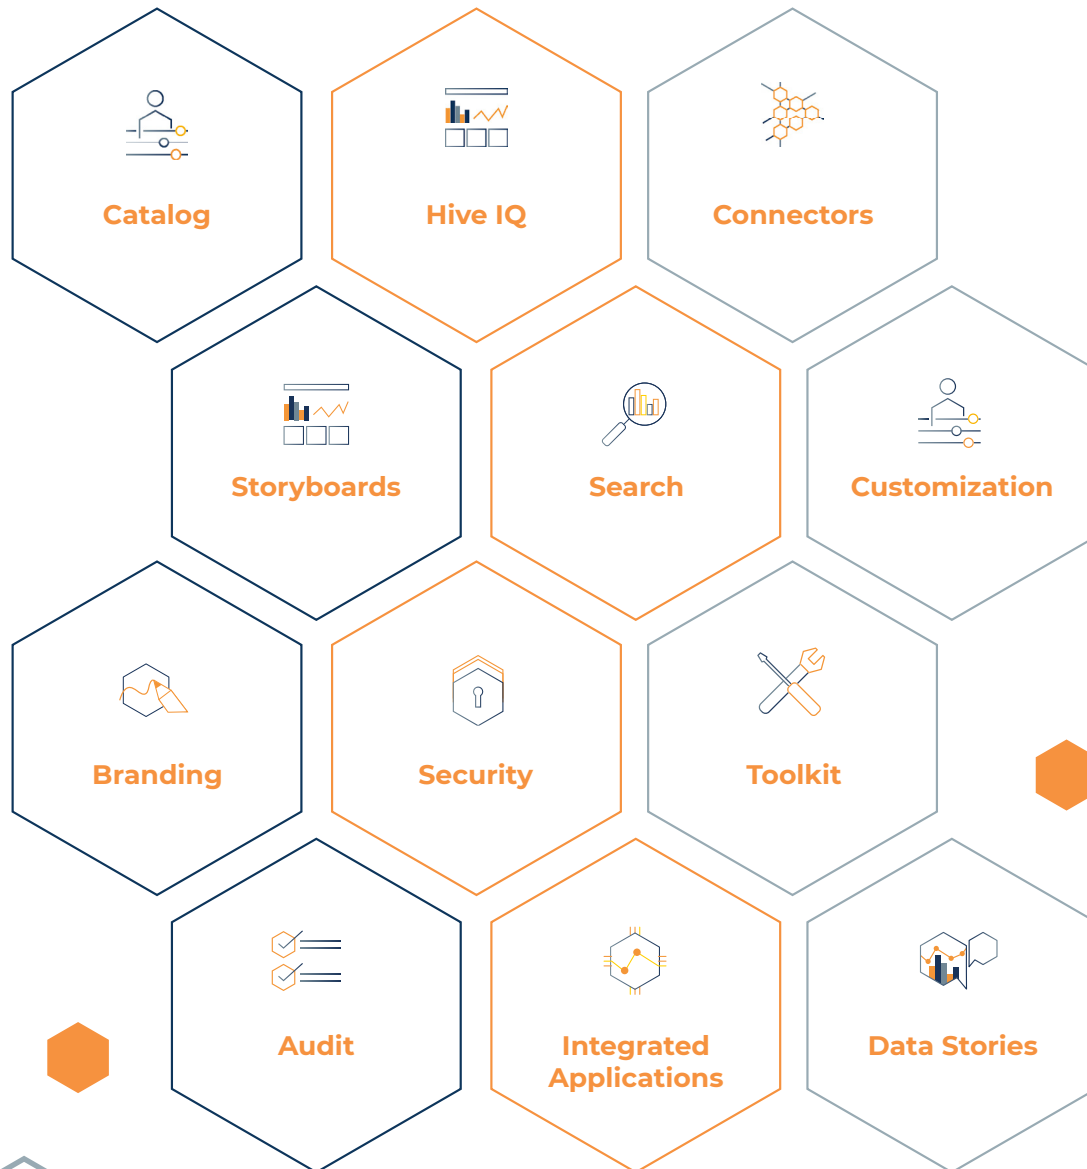 Catalog
Hive IQ
Connectors
Storyboards
Search
Customization
Branding
Security
Toolkit
Audit
Integrated
Applications
Data Stories